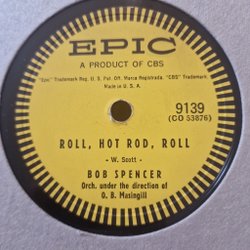 EPIC
A PRODUCT OF CBS
"Epic" Trademark Reg. U. S. Pat. Off. Marca Registrada. "CBS" Trademark.
Made in U. S. A.
9139
(CO 53876)
ROLL, HOT ROD, ROLL
- W. Scott -
BOB SPENCER
Orch. under the direction of
O. B. Masingill